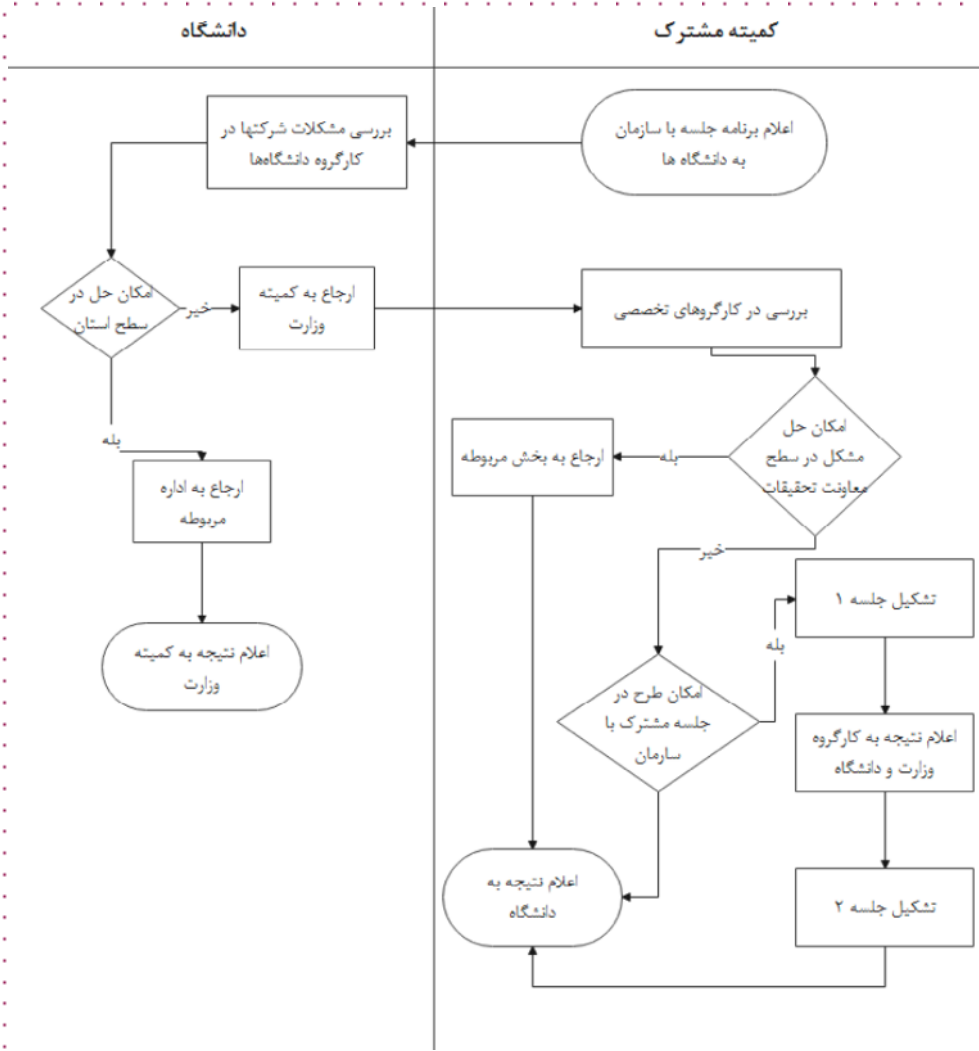 کمیته مشترک
دانشگاه
اعلام برنامه جلسه با سازمان
به دانشگاه ها
بررسی مشکلات شرکتها در
کارگروه دانشگاهها
امکان حل در
سطح استان
خیر
ارجاع به کمیته
وزارت
بررسی در کارگروهای تخصصی
بله
ارجاع به اداره
مربوطه
اعلام نتیجه به کمیته
وزارت
امکان حل
مشکل در سطح
معاونت تحقیقات
بله
ارجاع به بخش مربوطه
خیر
امکان طرح در
جلسه مشترک با
سارمان
بله
تشکیل جلسه ۱
اعلام نتیجه به کارگروه
وزارت و دانشگاه
تشکیل جلسه ۲
اعلام نتیجه به
دانشگاه